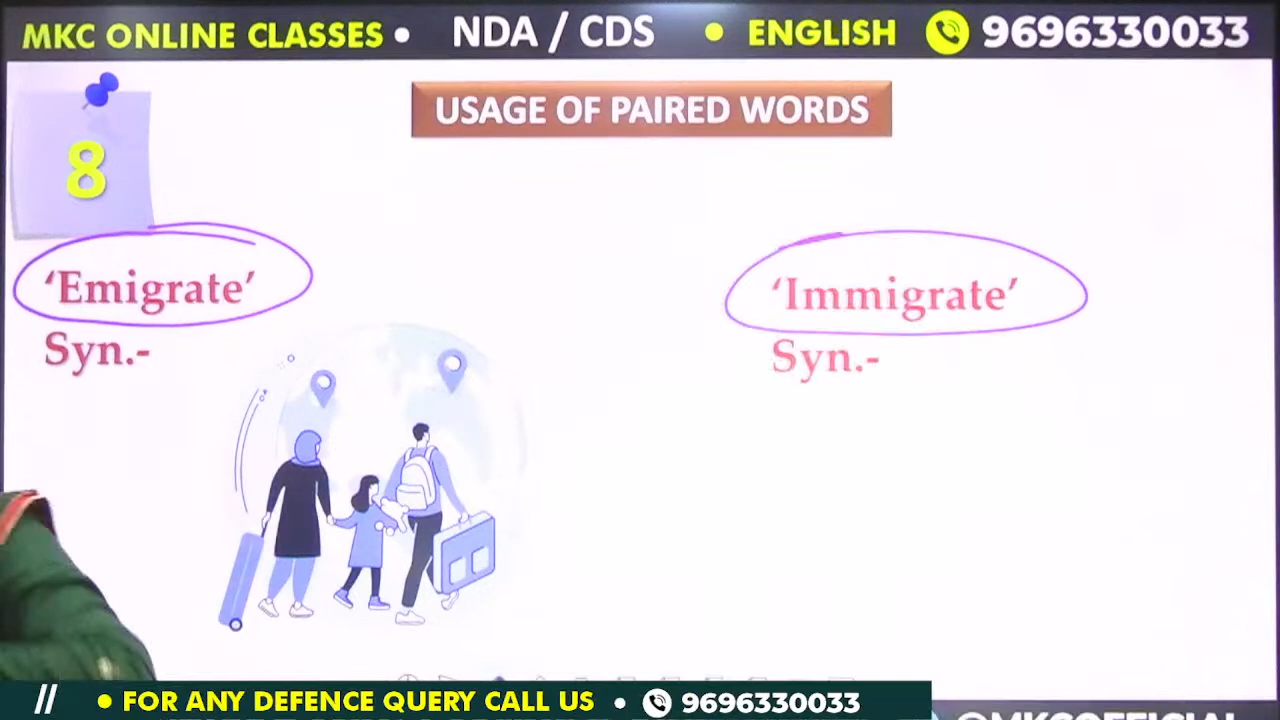 MKC ONLINE CLASSES • NDA / CDS • ENGLISH 9696330033
USAGE OF PAIRED WORDS
8
'Emigrate'
Syn.-
'Immigrate'
Syn.-
// • FOR ANY DEFENCE QUERY CALL US • 9696330033